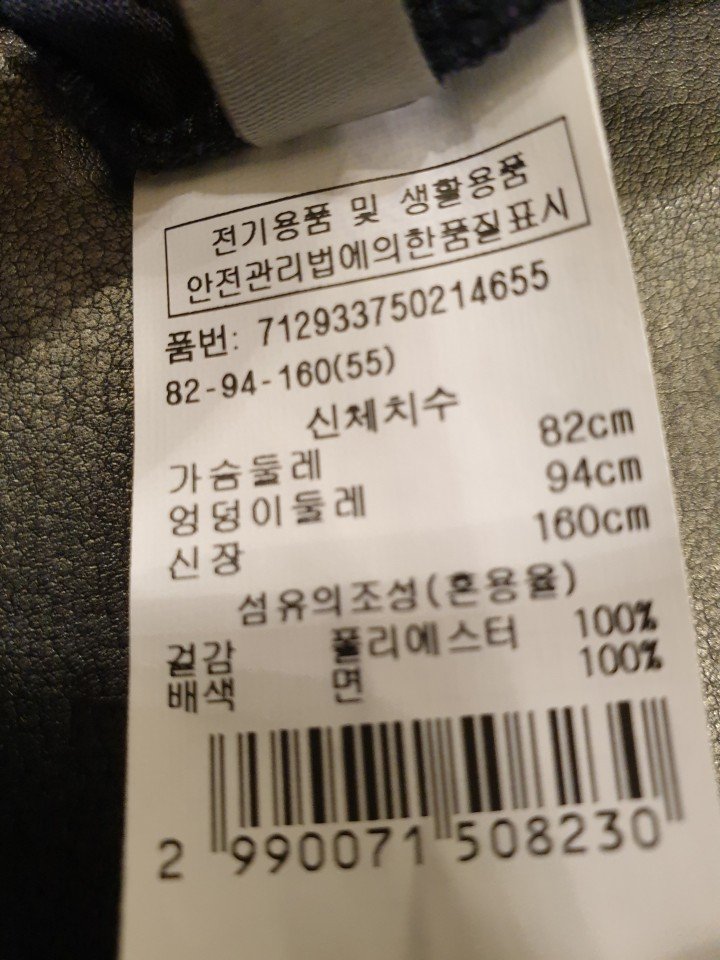 전기용품 및 생활용품
안전관리법에의한품질표시
품번: 712933750214655
82-94-160(55)
신체치수
가슴둘레 82cm
엉덩이둘레 94cm
신장 160cm
섬유의조성(혼용율)
겉감 폴리에스터 100%
배색 면 100%
2 990071 508230